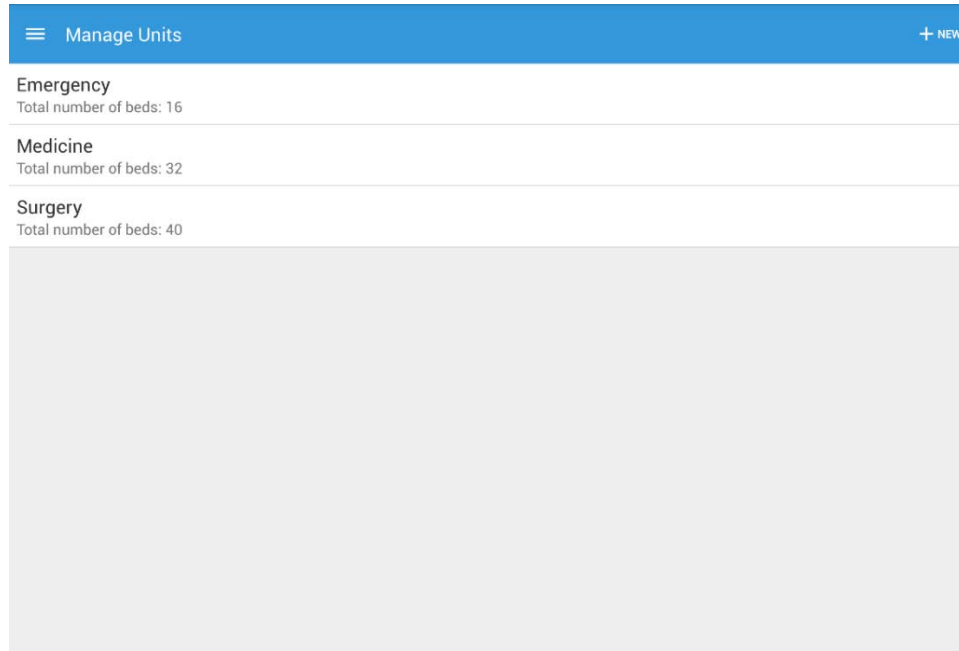 Manage Units
+ NEW
Emergency
Total number of beds: 16
Medicine
Total number of beds: 32
Surgery
Total number of beds: 40